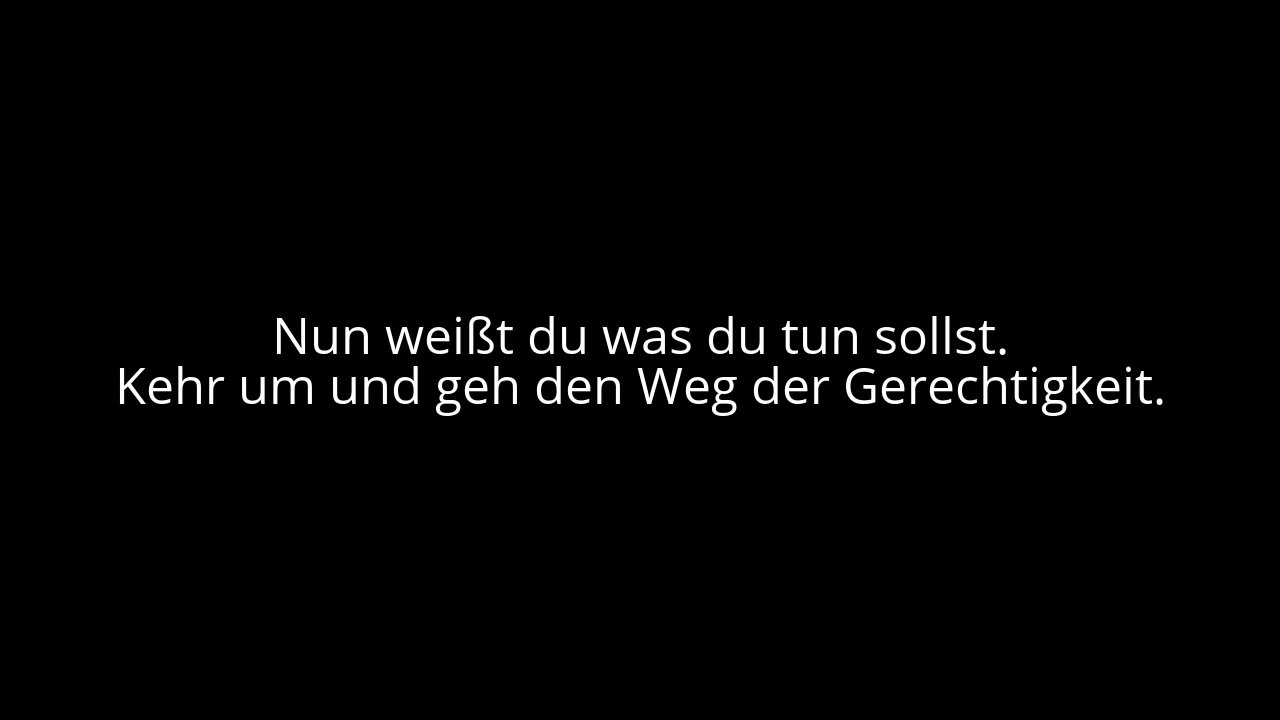 Nun weißt du was du tun sollst.
Kehr um und geh den Weg der Gerechtigkeit.